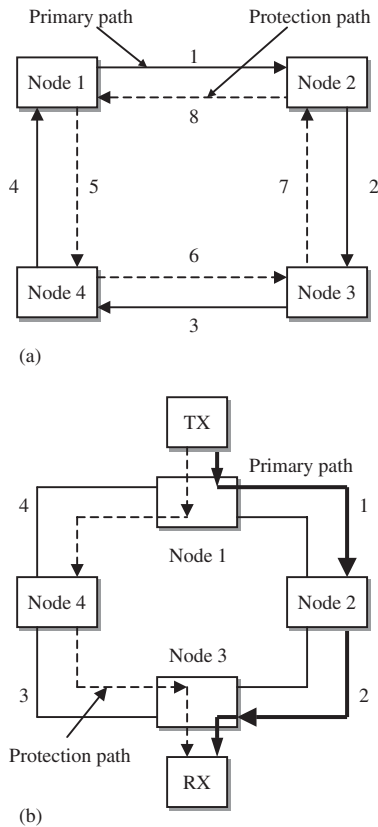 Primary path
Protection path
1
Node 1
Node 2
8
4
5
7
2
6
Node 4
Node 3
3
(a)
TX
Primary path
4
1
Node 1
Node 4
Node 2
Node 3
3
2
Protection path
RX
(b)